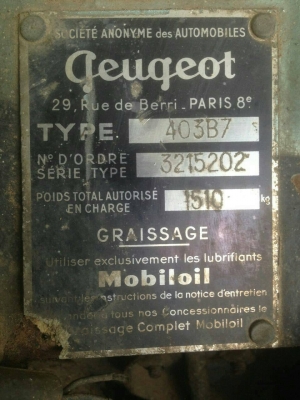 SOCIÉTÉ ANONYME des AUTOMOBILES
Peugeot
29, Rue de Berri - PARIS 8e
TYPE 403B7
N° D'ORDRE
SÉRIE TYPE 3215202
POIDS TOTAL AUTORISÉ
EN CHARGE 1510 kg
GRAISSAGE
Utiliser exclusivement les lubrifiants
Mobiloil
instructions de la notice d'entretien
à tous nos Concessionnaires le
Graissage Complet Mobiloil